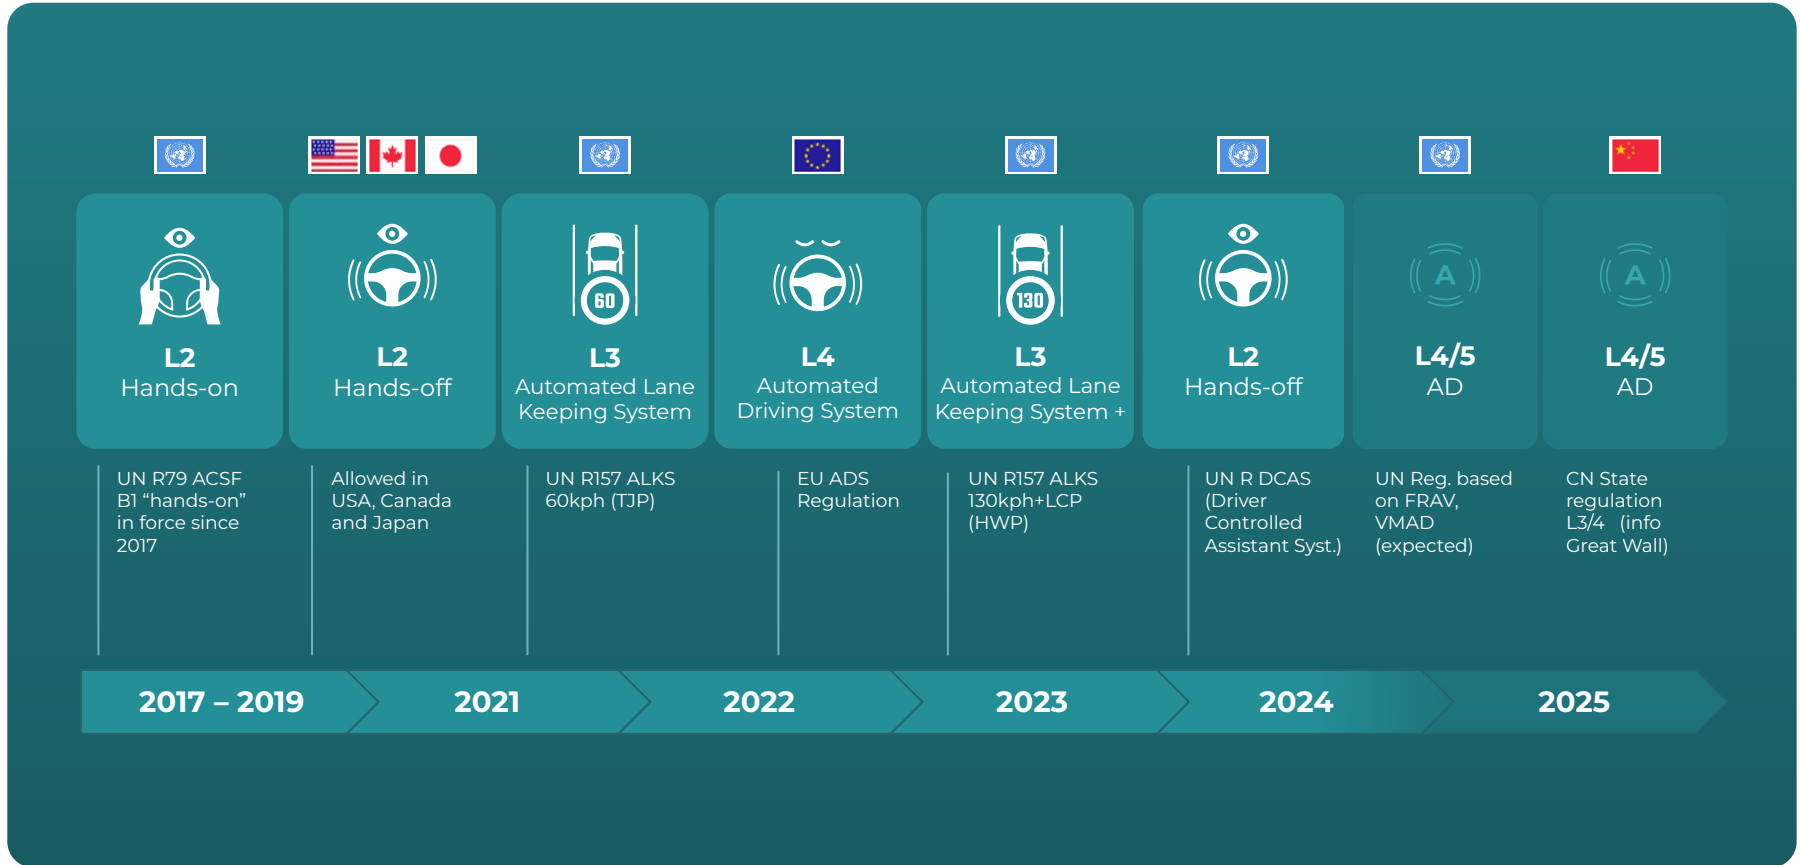 60
L2
Hands-on
L2
Hands-off
L3
Automated Lane
Keeping System
L4
Automated
Driving System
130
L3
Automated Lane
Keeping System +
L2
Hands-off
A
L4/5
AD
A
L4/5
AD
UN R79 ACSF
B1 “hands-on”
in force since
2017
Allowed in
USA, Canada
and Japan
UN R157 ALKS
60kph (TJP)
EU ADS
Regulation
UN R157 ALKS
130kph+LCP
(HWP)
UN R DCAS
(Driver
Controlled
Assistant Syst.)
UN Reg. based
on FRAV,
VMAD
(expected)
CN State
regulation
L3/4 (info
Great Wall)
2017 – 2019
2021
2022
2023
2024
2025